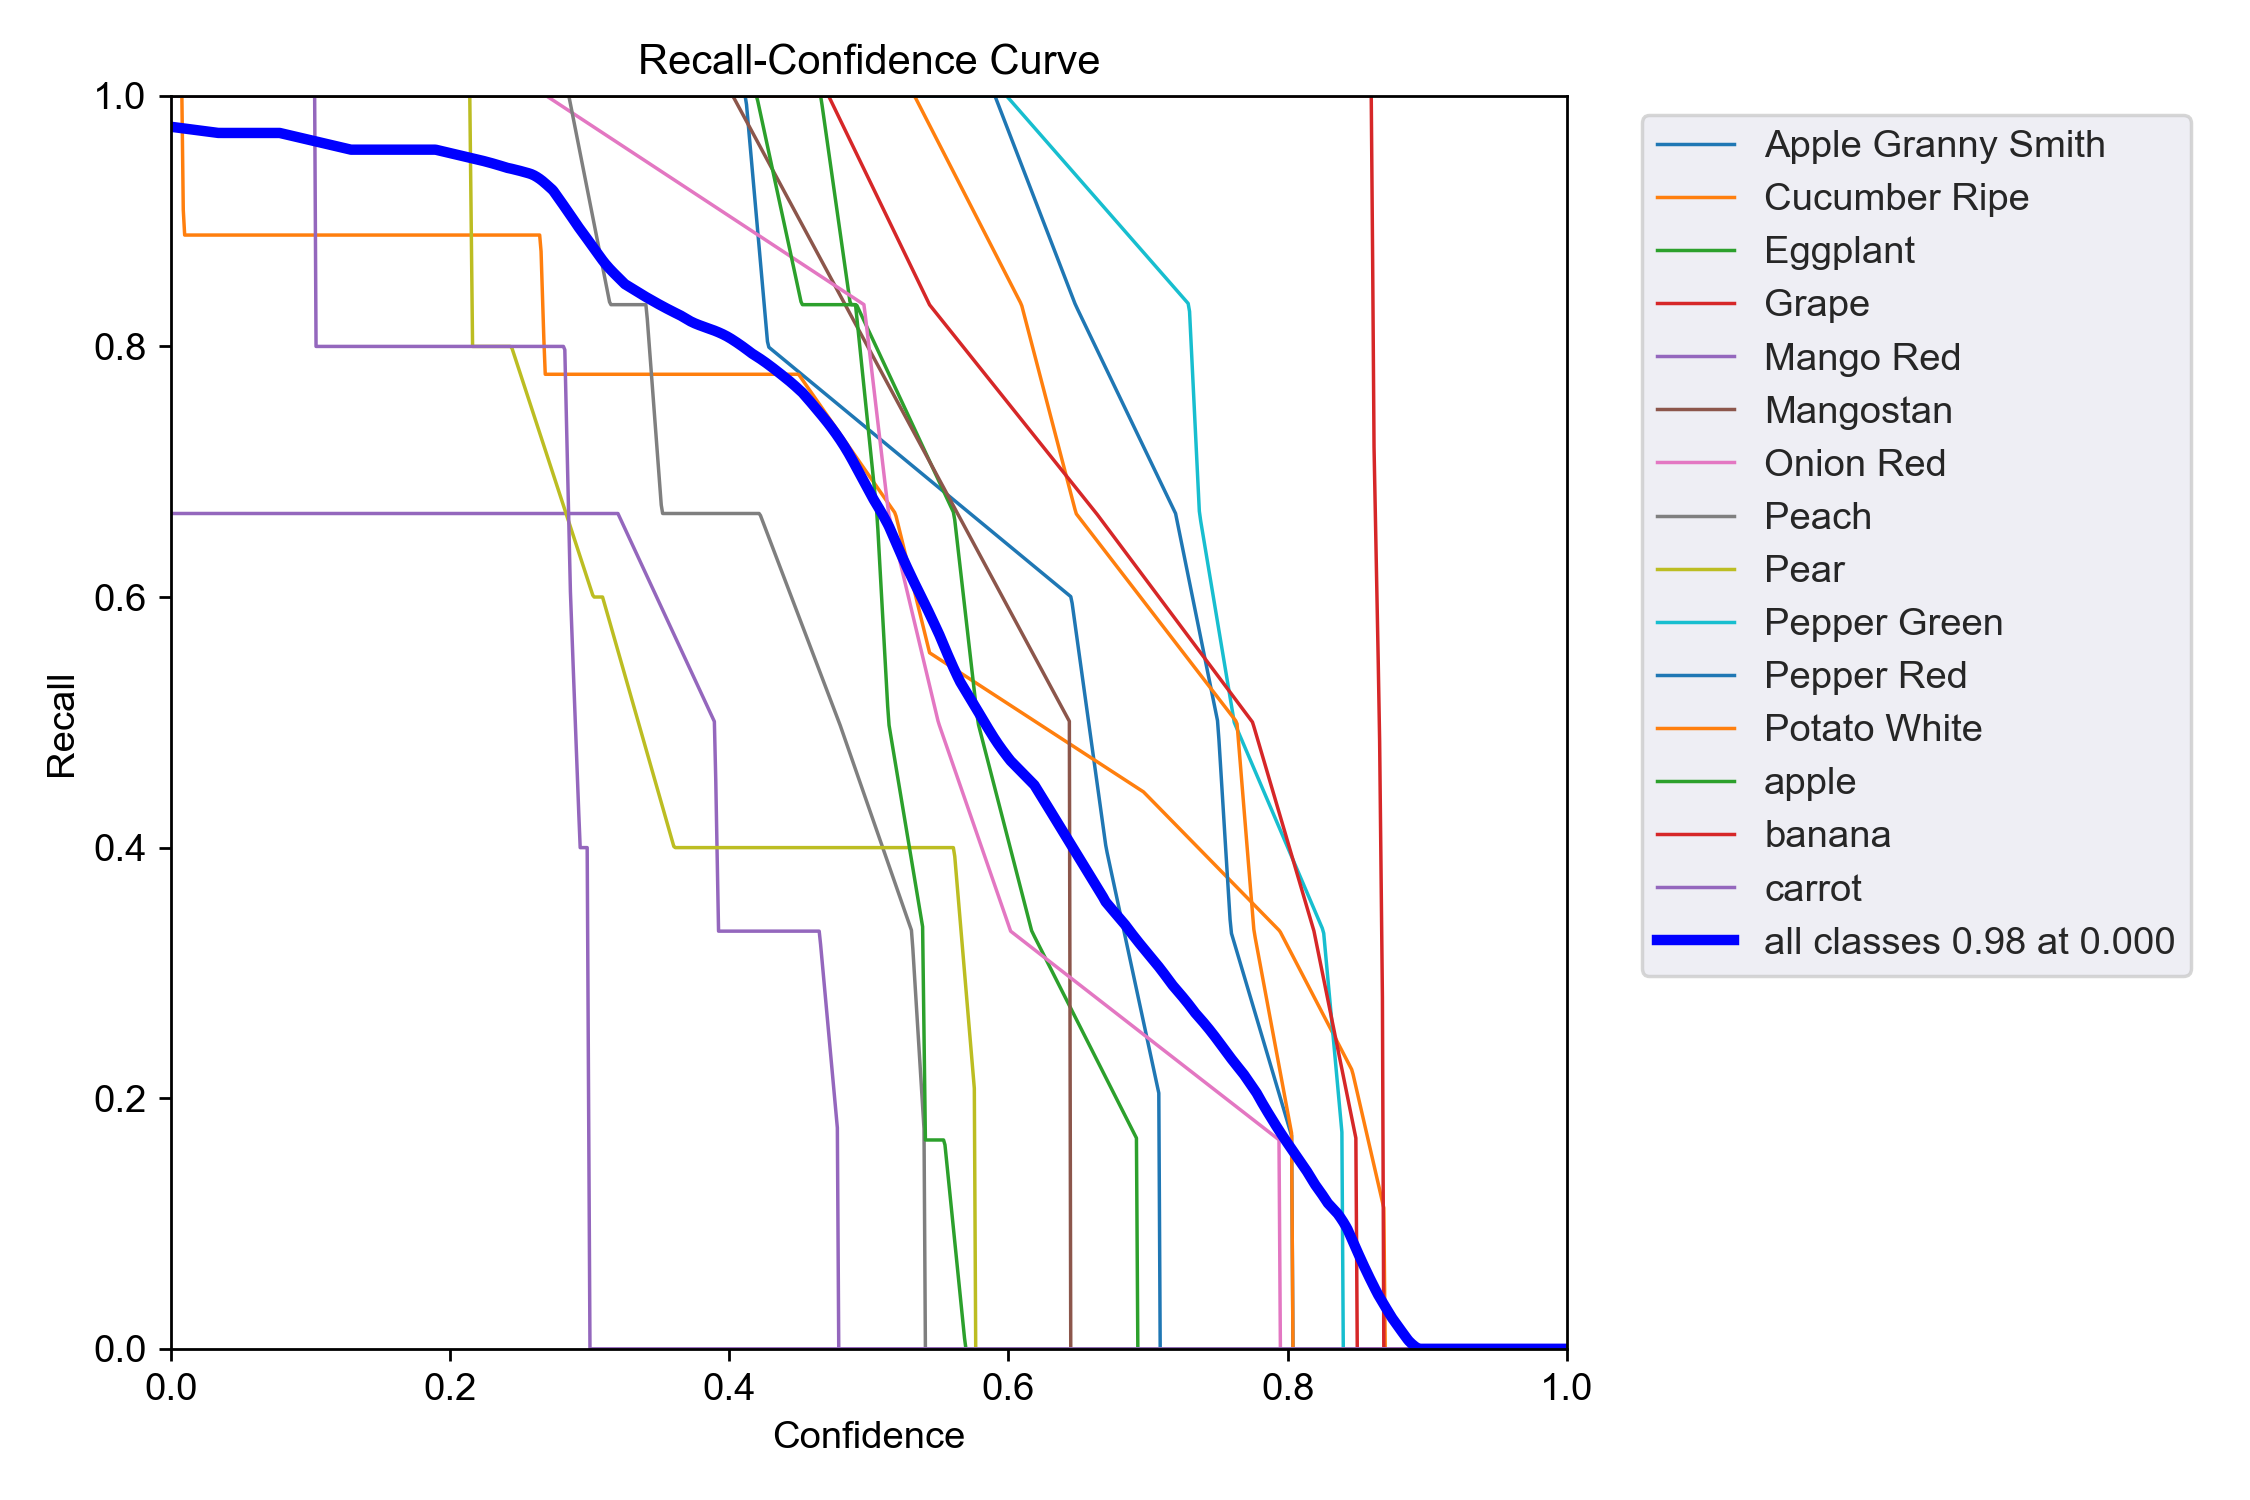 Recall-Confidence Curve
1.0
0.8
0.6
0.4
0.2
0.0
Recall
0.0 0.2 0.4 0.6 0.8 1.0
Confidence
Apple Granny Smith
Cucumber Ripe
Eggplant
Grape
Mango Red
Mangostan
Onion Red
Peach
Pear
Pepper Green
Pepper Red
Potato White
apple
banana
carrot
all classes 0.98 at 0.000